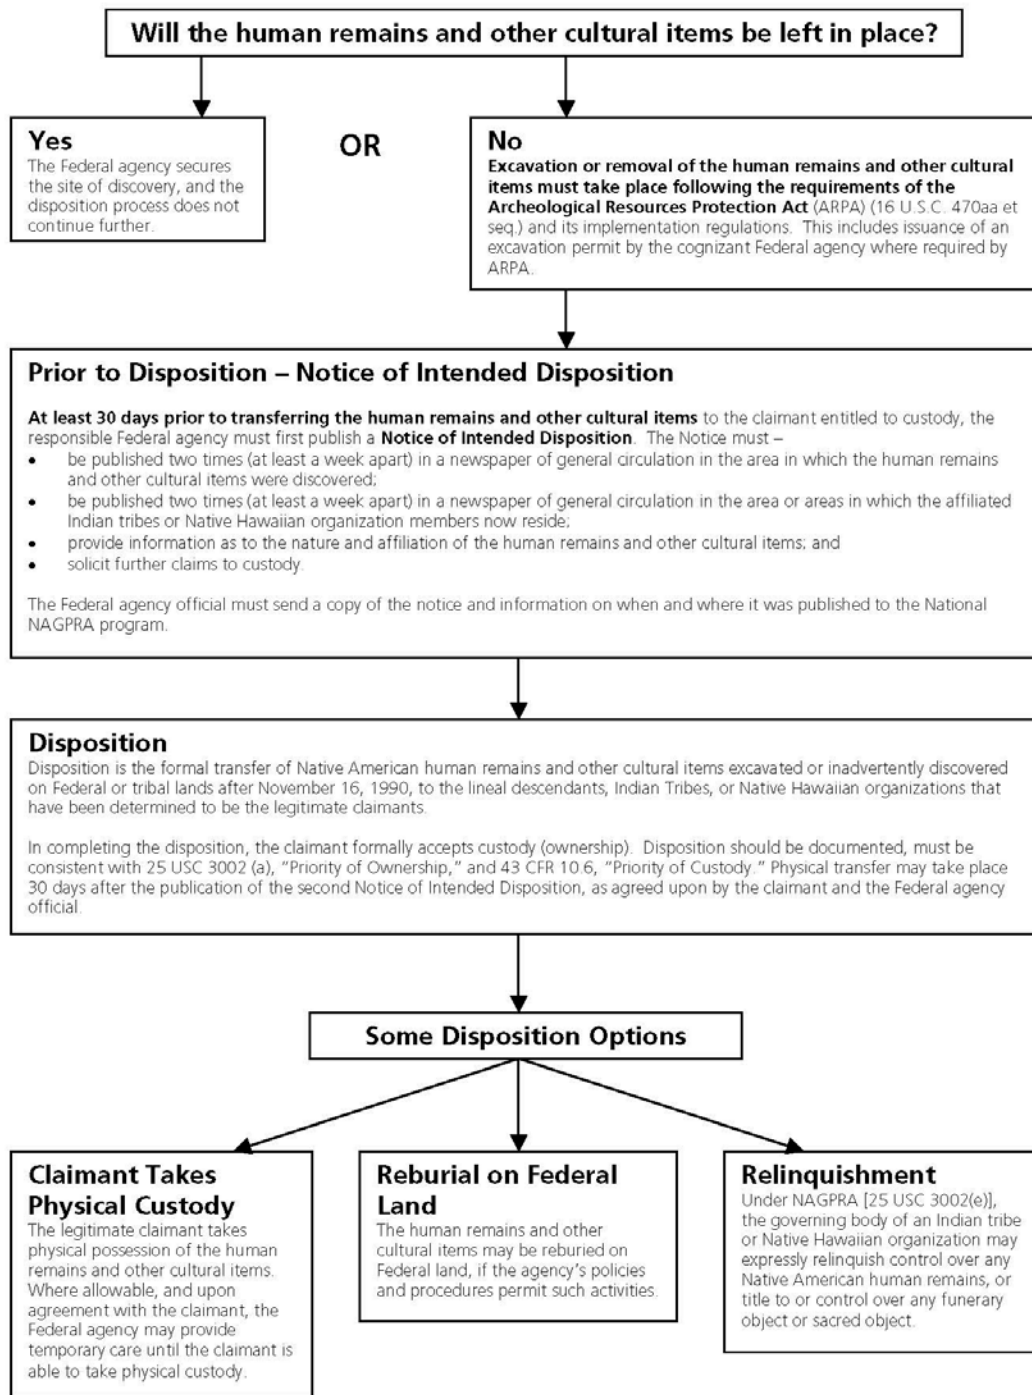 Will the human remains and other cultural items be left in place?
Yes
The Federal agency secures
the site of discovery, and the
disposition process does not
continue further.
OR
No
Excavation or removal of the human remains and other cultural
items must take place following the requirements of the
Archeological Resources Protection Act (ARPA) (16 U.S.C. 470aa et
seq.) and its implementation regulations. This includes issuance of an
excavation permit by the cognizant Federal agency where required by
ARPA.
Prior to Disposition – Notice of Intended Disposition
At least 30 days prior to transferring the human remains and other cultural items to the claimant entitled to custody, the
responsible Federal agency must first publish a Notice of Intended Disposition. The Notice must –
• be published two times (at least a week apart) in a newspaper of general circulation in the area in which the human remains
and other cultural items were discovered;
• be published two times (at least a week apart) in a newspaper of general circulation in the area or areas in which the affiliated
Indian tribes or Native Hawaiian organization members now reside;
• provide information as to the nature and affiliation of the human remains and other cultural items; and
• solicit further claims to custody.
The Federal agency official must send a copy of the notice and information on when and where it was published to the National
NAGPRA program.
Disposition
Disposition is the formal transfer of Native American human remains and other cultural items excavated or inadvertently discovered
on Federal or tribal lands after November 16, 1990, to the lineal descendants, Indian Tribes, or Native Hawaiian organizations that
have been determined to be the legitimate claimants.
In completing the disposition, the claimant formally accepts custody (ownership). Disposition should be documented, must be
consistent with 25 USC 3002 (a), "Priority of Ownership," and 43 CFR 10.6, "Priority of Custody." Physical transfer may take place
30 days after the publication of the second Notice of Intended Disposition, as agreed upon by the claimant and the Federal agency
official.
Some Disposition Options
Claimant Takes
Physical Custody
The legitimate claimant takes
physical possession of the human
remains and other cultural items.
Where allowable, and upon
agreement with the claimant, the
Federal agency may provide
temporary care until the claimant is
able to take physical custody.
Reburial on Federal
Land
The human remains and other
cultural items may be reburied on
Federal land, if the agency's policies
and procedures permit such activities.
Relinquishment
Under NAGPRA [25 USC 3002(e)],
the governing body of an Indian tribe
or Native Hawaiian organization may
expressly relinquish control over any
Native American human remains, or
title to or control over any funerary
object or sacred object.